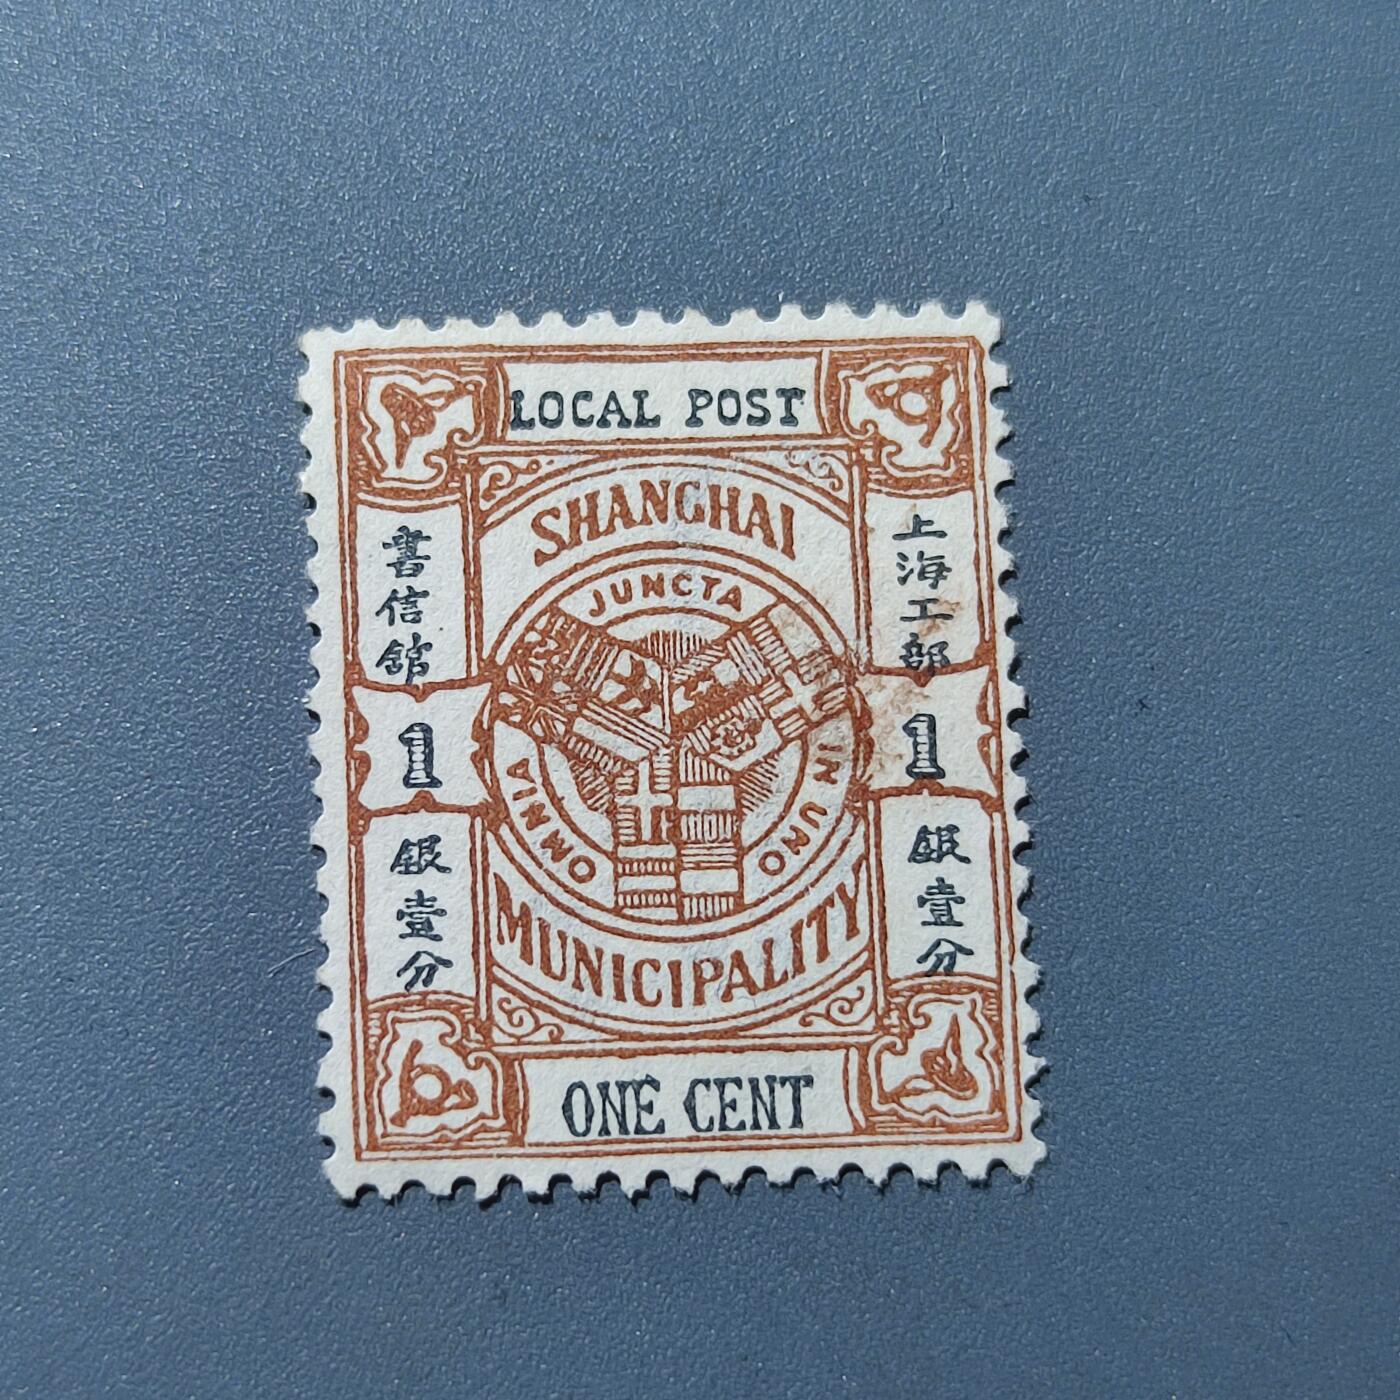 LOCAL POST
SHANGHAI
JUNCTA IN UNO OMNIA
上海工部
書信館
1
1
銀壹分
銀壹分
MUNICIPALITY
ONE CENT